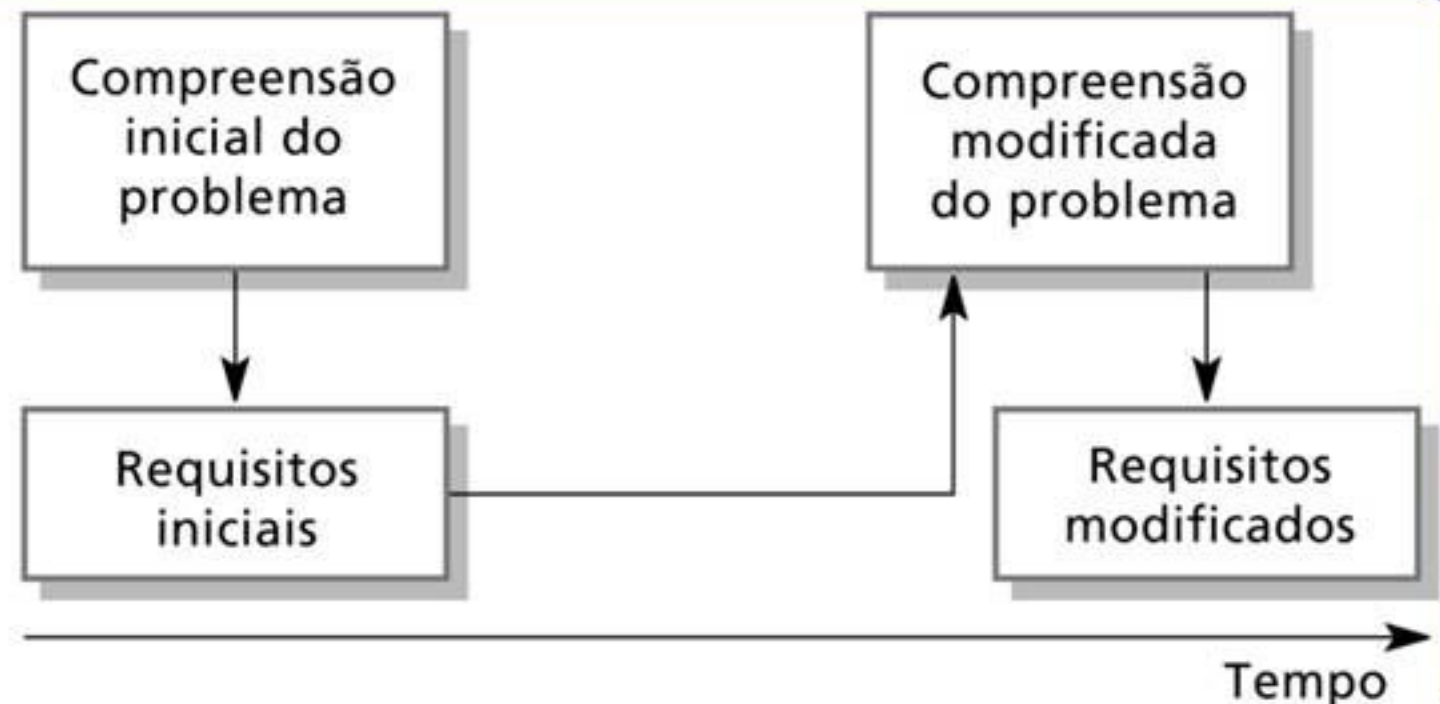 Compreensão
inicial do
problema
Requisitos
iniciais
Compreensão
modificada
do problema
Requisitos
modificados
Tempo